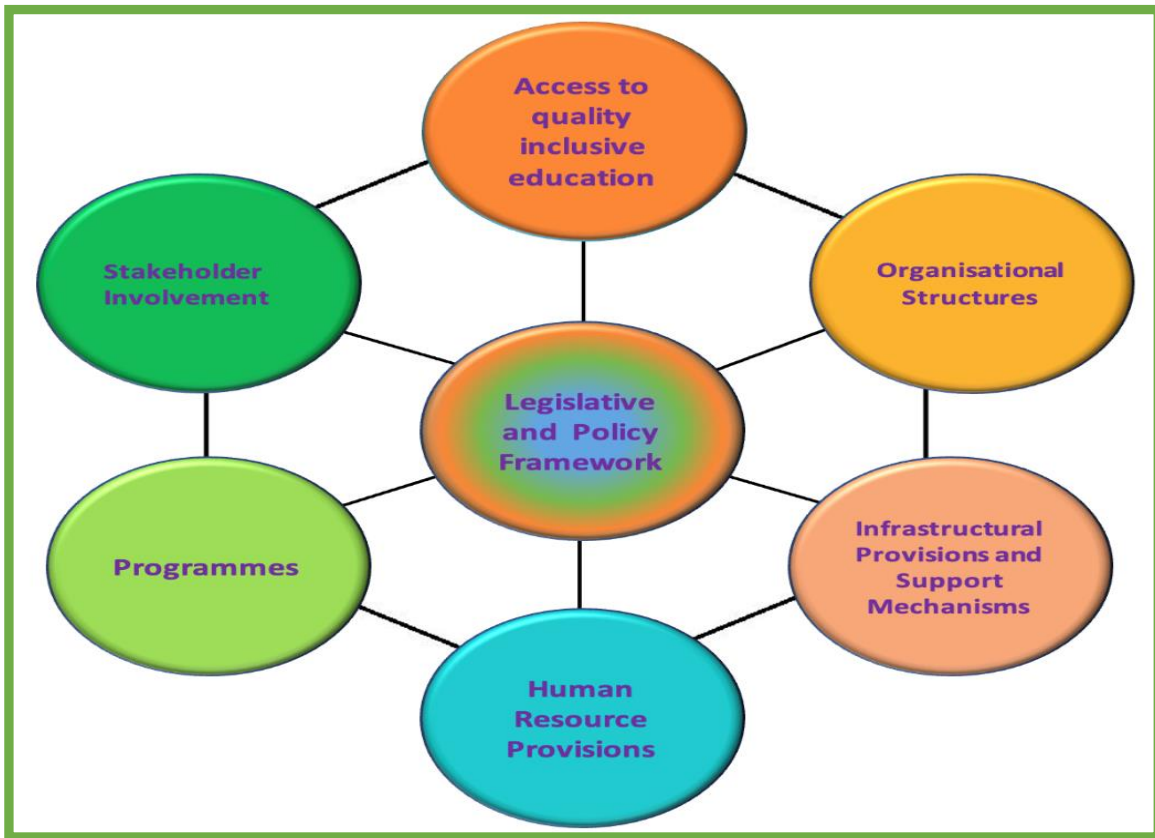 Access to
quality
inclusive
education
Stakeholder
Involvement
Organisational
Structures
Legislative
and Policy
Framework
Programmes
Infrastructural
Provisions and
Support
Mechanisms
Human
Resource
Provisions